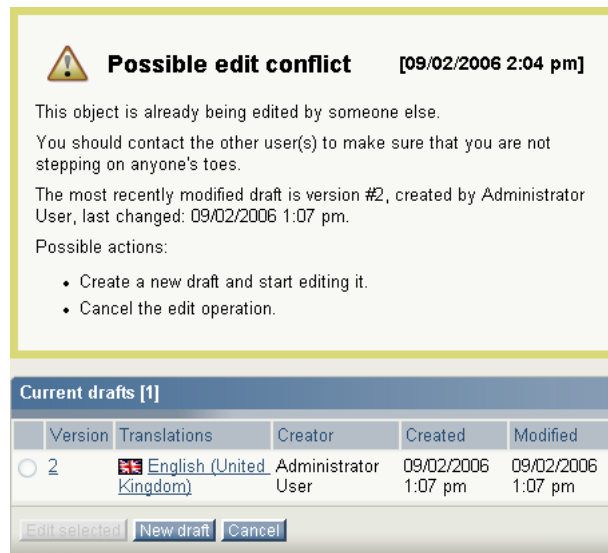 Possible edit conflict [09/02/2006 2:04 pm]
This object is already being edited by someone else.
You should contact the other user(s) to make sure that you are not
stepping on anyone's toes.
The most recently modified draft is version #2, created by Administrator
User, last changed: 09/02/2006 1:07 pm.
Possible actions:
• Create a new draft and start editing it.
• Cancel the edit operation.
Current drafts [1]
Version Translations Creator Created Modified
2 English (United Administrator 09/02/2006 09/02/2006
Kingdom) User 1:07 pm 1:07 pm
Edit selected New draft Cancel